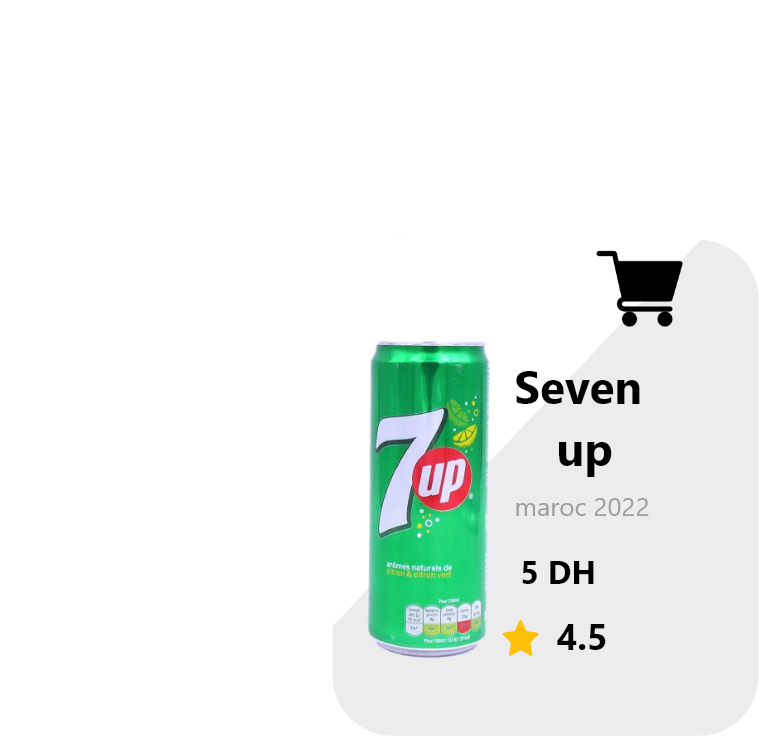 Seven
up
maroc 2022
5 DH
4.5
7up
arômes naturels de
citron & citron vert